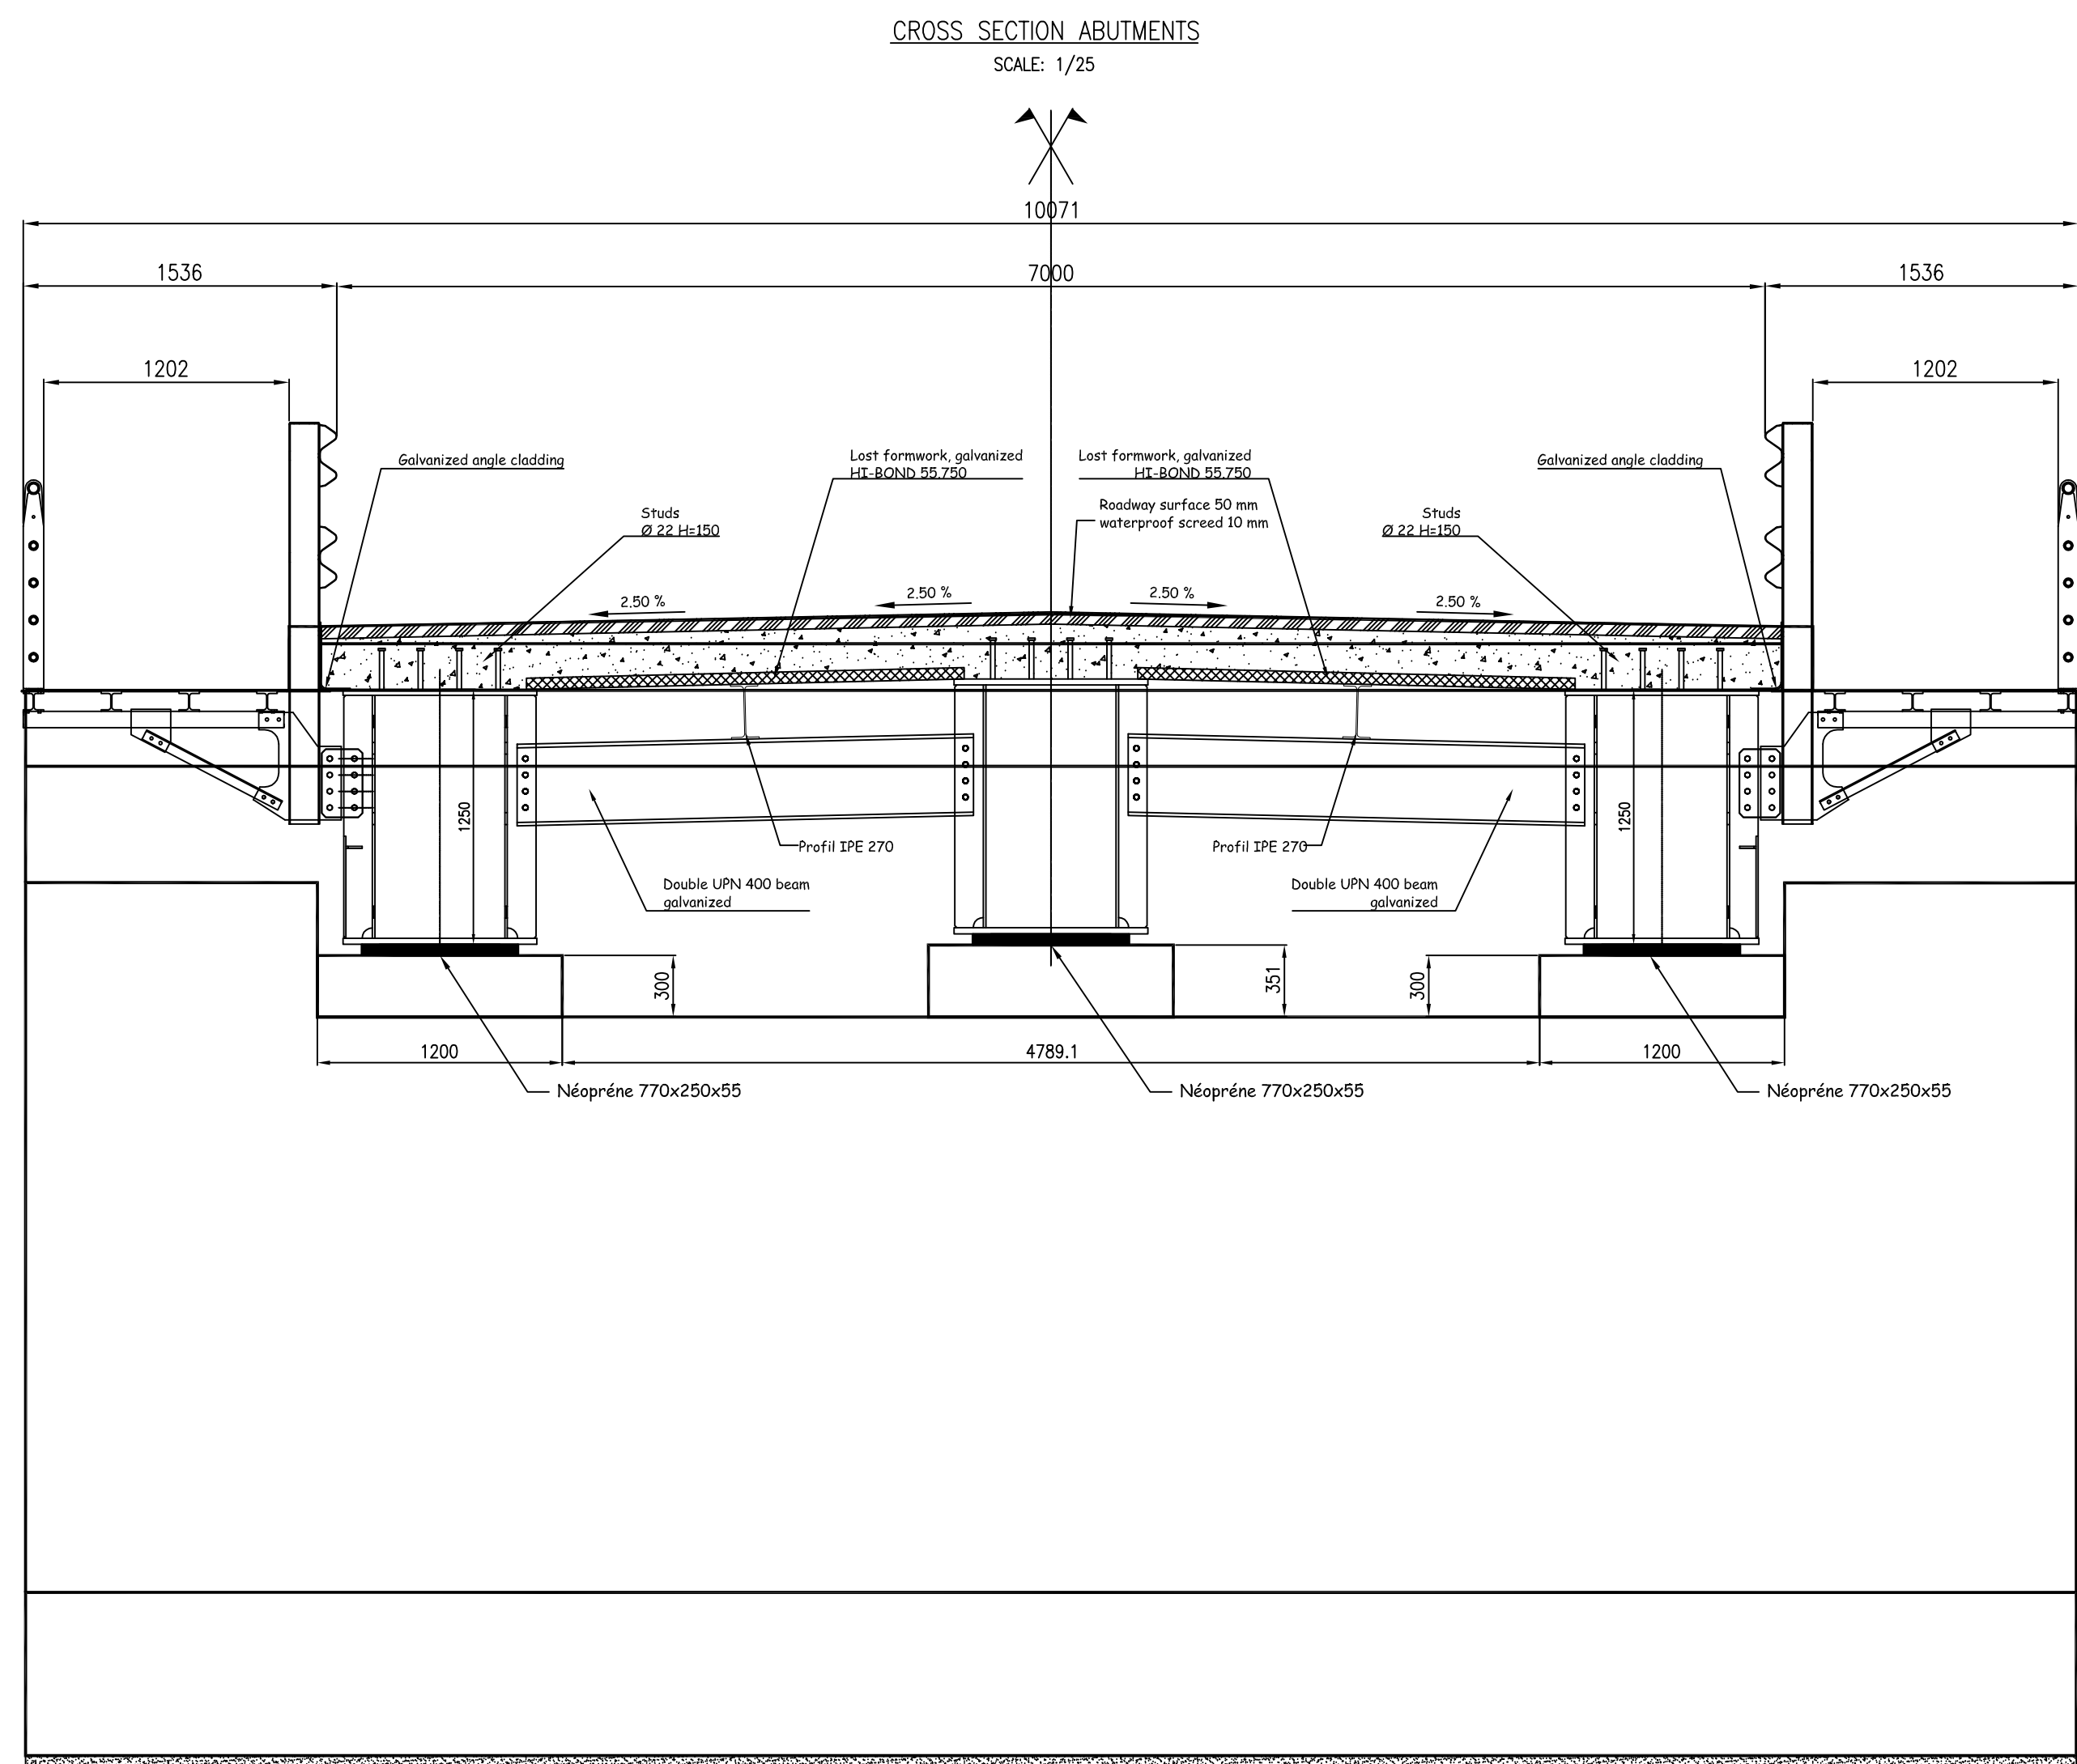 CROSS SECTION ABUTMENTS
SCALE: 1/25
10071
1536
7000
1536
1202
1202
Galvanized angle cladding
Lost formwork, galvanized
HI-BOND 55.750
Lost formwork, galvanized
HI-BOND 55.750
Galvanized angle cladding
Roadway surface 50 mm
waterproof screed 10 mm
Studs
Ø 22 H=150
Studs
Ø 22 H=150
2.50 %
2.50 %
2.50 %
2.50 %
1250
1250
Profil IPE 270
Profil IPE 270
Double UPN 400 beam
galvanized
Double UPN 400 beam
galvanized
300
351
300
1200
4789.1
1200
Néopréne 770x250x55
Néopréne 770x250x55
Néopréne 770x250x55